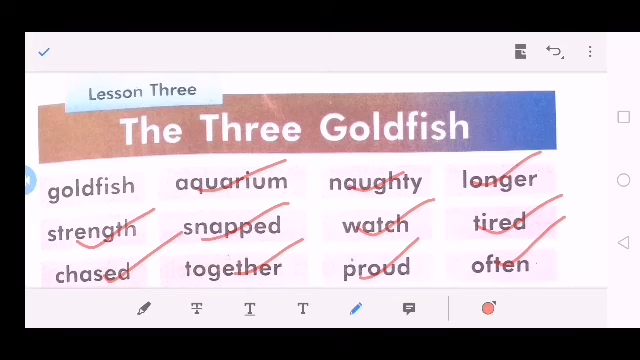 Lesson Three
The Three Goldfish
goldfish aquarium naughty longer
strength snapped watch tired
chased together proud often
T T T